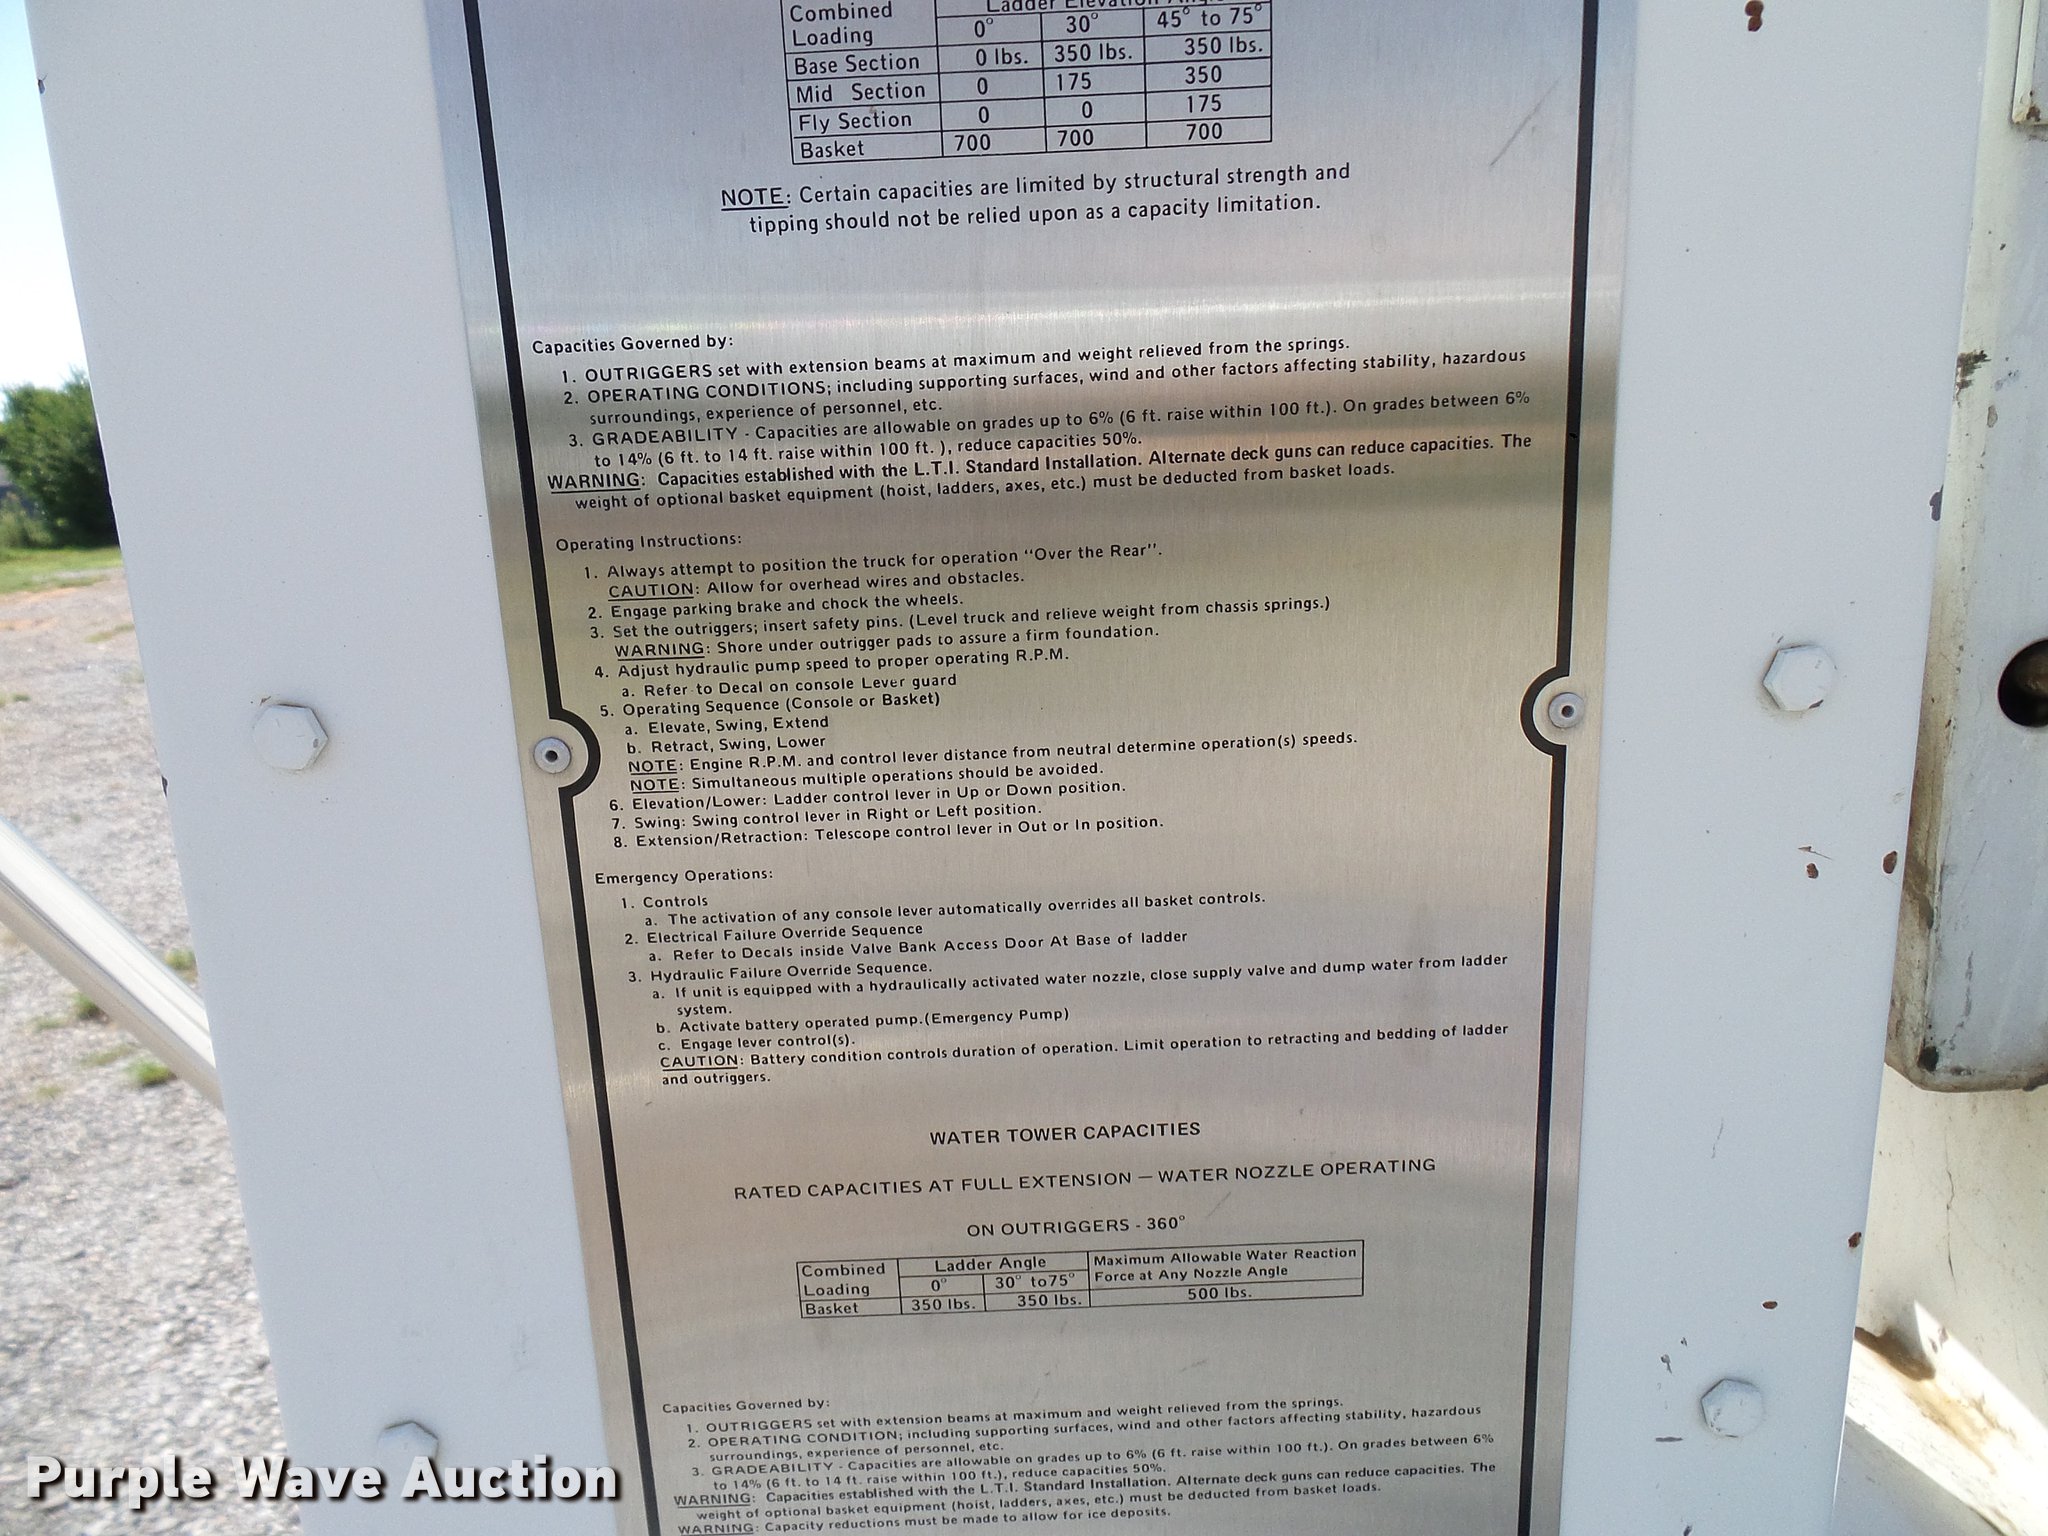 Combined Ladder Elevation
Loading 0° 30° 45° to 75°
Base Section 0 lbs. 350 lbs. 350 lbs.
Mid Section 0 175 350
Fly Section 0 0 175
Basket 700 700 700
NOTE: Certain capacities are limited by structural strength and
tipping should not be relied upon as a capacity limitation.
Capacities Governed by:
1. OUTRIGGERS set with extension beams at maximum and weight relieved from the springs.
2. OPERATING CONDITIONS; including supporting surfaces, wind and other factors affecting stability, hazardous
surroundings, experience of personnel, etc.
3. GRADEABILITY - Capacities are allowable on grades up to 6% (6 ft. raise within 100 ft.). On grades between 6%
to 14% (6 ft. to 14 ft. raise within 100 ft. ), reduce capacities 50%.
WARNING: Capacities established with the L.T.I. Standard Installation. Alternate deck guns can reduce capacities. The
weight of optional basket equipment (hoist, ladders, axes, etc.) must be deducted from basket loads.
Operating Instructions:
1. Always attempt to position the truck for operation "Over the Rear".
CAUTION: Allow for overhead wires and obstacles.
2. Engage parking brake and chock the wheels.
3. Set the outriggers; insert safety pins. (Level truck and relieve weight from chassis springs.)
WARNING: Shore under outrigger pads to assure a firm foundation.
4. Adjust hydraulic pump speed to proper operating R.P.M.
a. Refer to Decal on console Lever guard
5. Operating Sequence (Console or Basket)
a. Elevate, Swing, Extend
b. Retract, Swing, Lower
NOTE: Engine R.P.M. and control lever distance from neutral determine operation(s) speeds.
NOTE: Simultaneous multiple operations should be avoided.
6. Elevation/Lower: Ladder control lever in Up or Down position.
7. Swing: Swing control lever in Right or Left position.
8. Extension/Retraction: Telescope control lever in Out or In position.
Emergency Operations:
1. Controls
a. The activation of any console lever automatically overrides all basket controls.
2. Electrical Failure Override Sequence
a. Refer to Decals inside Valve Bank Access Door At Base of ladder
3. Hydraulic Failure Override Sequence.
a. If unit is equipped with a hydraulically activated water nozzle, close supply valve and dump water from ladder
system.
b. Activate battery operated pump.(Emergency Pump)
c. Engage lever control(s).
CAUTION: Battery condition controls duration of operation. Limit operation to retracting and bedding of ladder
and outriggers.
WATER TOWER CAPACITIES
RATED CAPACITIES AT FULL EXTENSION — WATER NOZZLE OPERATING
ON OUTRIGGERS - 360°
Combined Ladder Angle Maximum Allowable Water Reaction
Loading 0° 30° to75° Force at Any Nozzle Angle
Basket 350 lbs. 350 lbs. 500 lbs.
Capacities Governed by:
1. OUTRIGGERS set with extension beams at maximum and weight relieved from the springs.
2. OPERATING CONDITION; including supporting surfaces, wind and other factors affecting stability, hazardous
surroundings, experience of personnel, etc.
3. GRADEABILITY - Capacities are allowable on grades up to 6% (6 ft. raise within 100 ft.). On grades between 6%
to 14% (6 ft. to 14 ft. raise within 100 ft.), reduce capacities 50%.
WARNING: Capacities established with the L.T.I. Standard Installation. Alternate deck guns can reduce capacities. The
weight of optional basket equipment (hoist, ladders, axes, etc.) must be deducted from basket loads.
WARNING: Capacity reductions must be made to allow for ice deposits.
Purple Wave Auction